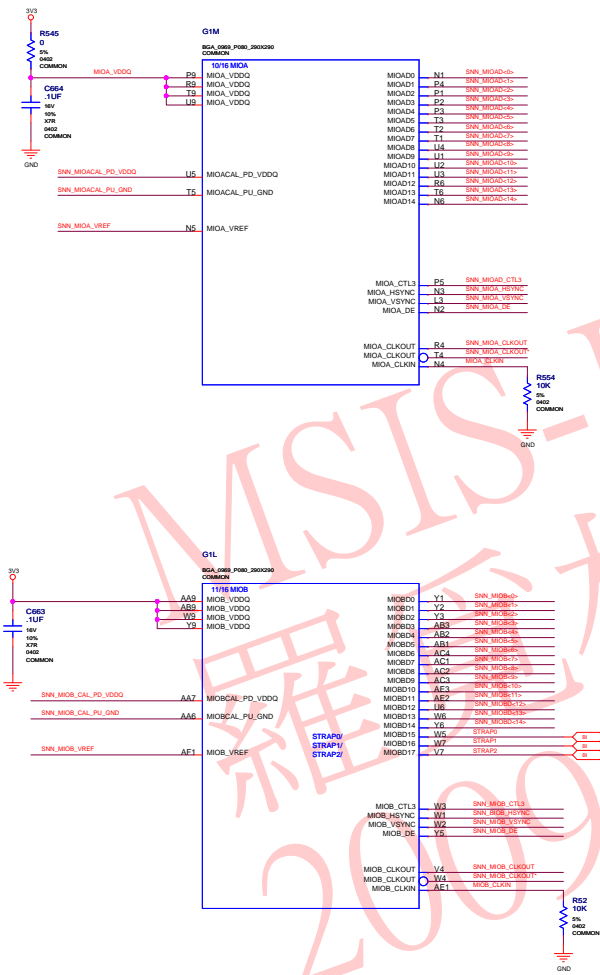 3V3
R545
0
5%
0402
COMMON
MIOA_VDDQ
C664
.1UF
16V
10%
X7R
0402
COMMON
GND
G1M
BGA_0969_P080_290X290
COMMON
10/16 MIOA
P9 MIOA_VDDQ
R9 MIOA_VDDQ
T9 MIOA_VDDQ
U9 MIOA_VDDQ
SNN_MIOACAL_PD_VDDQ U5 MIOACAL_PD_VDDQ
SNN_MIOACAL_PU_GND T5 MIOACAL_PU_GND
SNN_MIOA_VREF N5 MIOA_VREF
MIOAD0 N1 SNN_MIOAD<0>
MIOAD1 P4 SNN_MIOAD<1>
MIOAD2 P1 SNN_MIOAD<2>
MIOAD3 P2 SNN_MIOAD<3>
MIOAD4 P3 SNN_MIOAD<4>
MIOAD5 T3 SNN_MIOAD<5>
MIOAD6 T2 SNN_MIOAD<6>
MIOAD7 T1 SNN_MIOAD<7>
MIOAD8 U4 SNN_MIOAD<8>
MIOAD9 U1 SNN_MIOAD<9>
MIOAD10 U2 SNN_MIOAD<10>
MIOAD11 U3 SNN_MIOAD<11>
MIOAD12 R6 SNN_MIOAD<12>
MIOAD13 T6 SNN_MIOAD<13>
MIOAD14 N6 SNN_MIOAD<14>
MIOA_CTL3 P5 SNN_MIOAD_CTL3
MIOA_HSYNC N3 SNN_MIOA_HSYNC
MIOA_VSYNC L3 SNN_MIOA_VSYNC
MIOA_DE N2 SNN_MIOA_DE
MIOA_CLKOUT R4 SNN_MIOA_CLKOUT
MIOA_CLKOUT T4 SNN_MIOA_CLKOUT*
MIOA_CLKIN N4 MIOA_CLKIN
R554
10K
5%
0402
COMMON
GND
MSIS-
羅
2009
3V3
C663
.1UF
16V
10%
X7R
0402
COMMON
GND
G1L
BGA_0969_P080_290X290
COMMON
11/16 MIOB
AA9 MIOB_VDDQ
AB9 MIOB_VDDQ
W9 MIOB_VDDQ
Y9 MIOB_VDDQ
SNN_MIOB_CAL_PD_VDDQ AA7 MIOBCAL_PD_VDDQ
SNN_MIOB_CAL_PU_GND AA6 MIOBCAL_PU_GND
SNN_MIOB_VREF AF1 MIOB_VREF
MIOBD0 Y1 SNN_MIOB<0>
MIOBD1 Y2 SNN_MIOB<1>
MIOBD2 Y3 SNN_MIOB<2>
MIOBD3 AB3 SNN_MIOB<3>
MIOBD4 AB2 SNN_MIOB<4>
MIOBD5 AB1 SNN_MIOB<5>
MIOBD6 AC4 SNN_MIOB<6>
MIOBD7 AC1 SNN_MIOB<7>
MIOBD8 AC2 SNN_MIOB<8>
MIOBD9 AC3 SNN_MIOB<9>
MIOBD10 AE3 SNN_MIOB<10>
MIOBD11 AE2 SNN_MIOB<11>
MIOBD12 U6 SNN_MIOBD<12>
MIOBD13 W6 SNN_MIOBD<13>
MIOBD14 Y6 SNN_MIOBD<14>
STRAP0/ MIOBD15 W5 STRAP0 BI
STRAP1/ MIOBD16 W7 STRAP1 BI
STRAP2/ MIOBD17 V7 STRAP2 BI
MIOB_CTL3 W3 SNN_MIOB_CTL3
MIOB_HSYNC W1 SNN_BIOB_HSYNC
MIOB_VSYNC W2 SNN_MIOB_VSYNC
MIOB_DE Y5 SNN_MIOB_DE
MIOB_CLKOUT V4 SNN_MIOB_CLKOUT
MIOB_CLKOUT W4 SNN_MIOB_CLKOUT*
MIOB_CLKIN AE1 MIOB_CLKIN
R52
10K
5%
0402
COMMON
GND